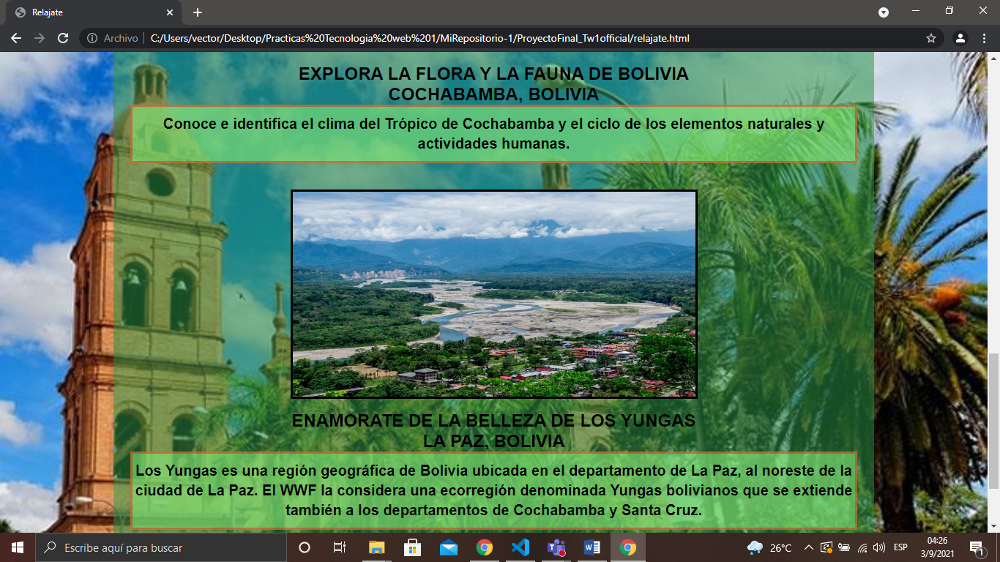 Relajate
Archivo C:/Users/vector/Desktop/Practicas%20Tecnologia%20web%201/MiRepositorio-1/ProyectoFinal_Tw1official/relajate.html
EXPLORA LA FLORA Y LA FAUNA DE BOLIVIA
COCHABAMBA, BOLIVIA
Conoce e identifica el clima del Trópico de Cochabamba y el ciclo de los elementos naturales y
actividades humanas.
ENAMORATE DE LA BELLEZA DE LOS YUNGAS
LA PAZ, BOLIVIA
Los Yungas es una región geográfica de Bolivia ubicada en el departamento de La Paz, al noreste de la
ciudad de La Paz. El WWF la considera una ecorregión denominada Yungas bolivianos que se extiende
también a los departamentos de Cochabamba y Santa Cruz.
Escribe aquí para buscar
26°C
ESP
04:26
3/9/2021
1